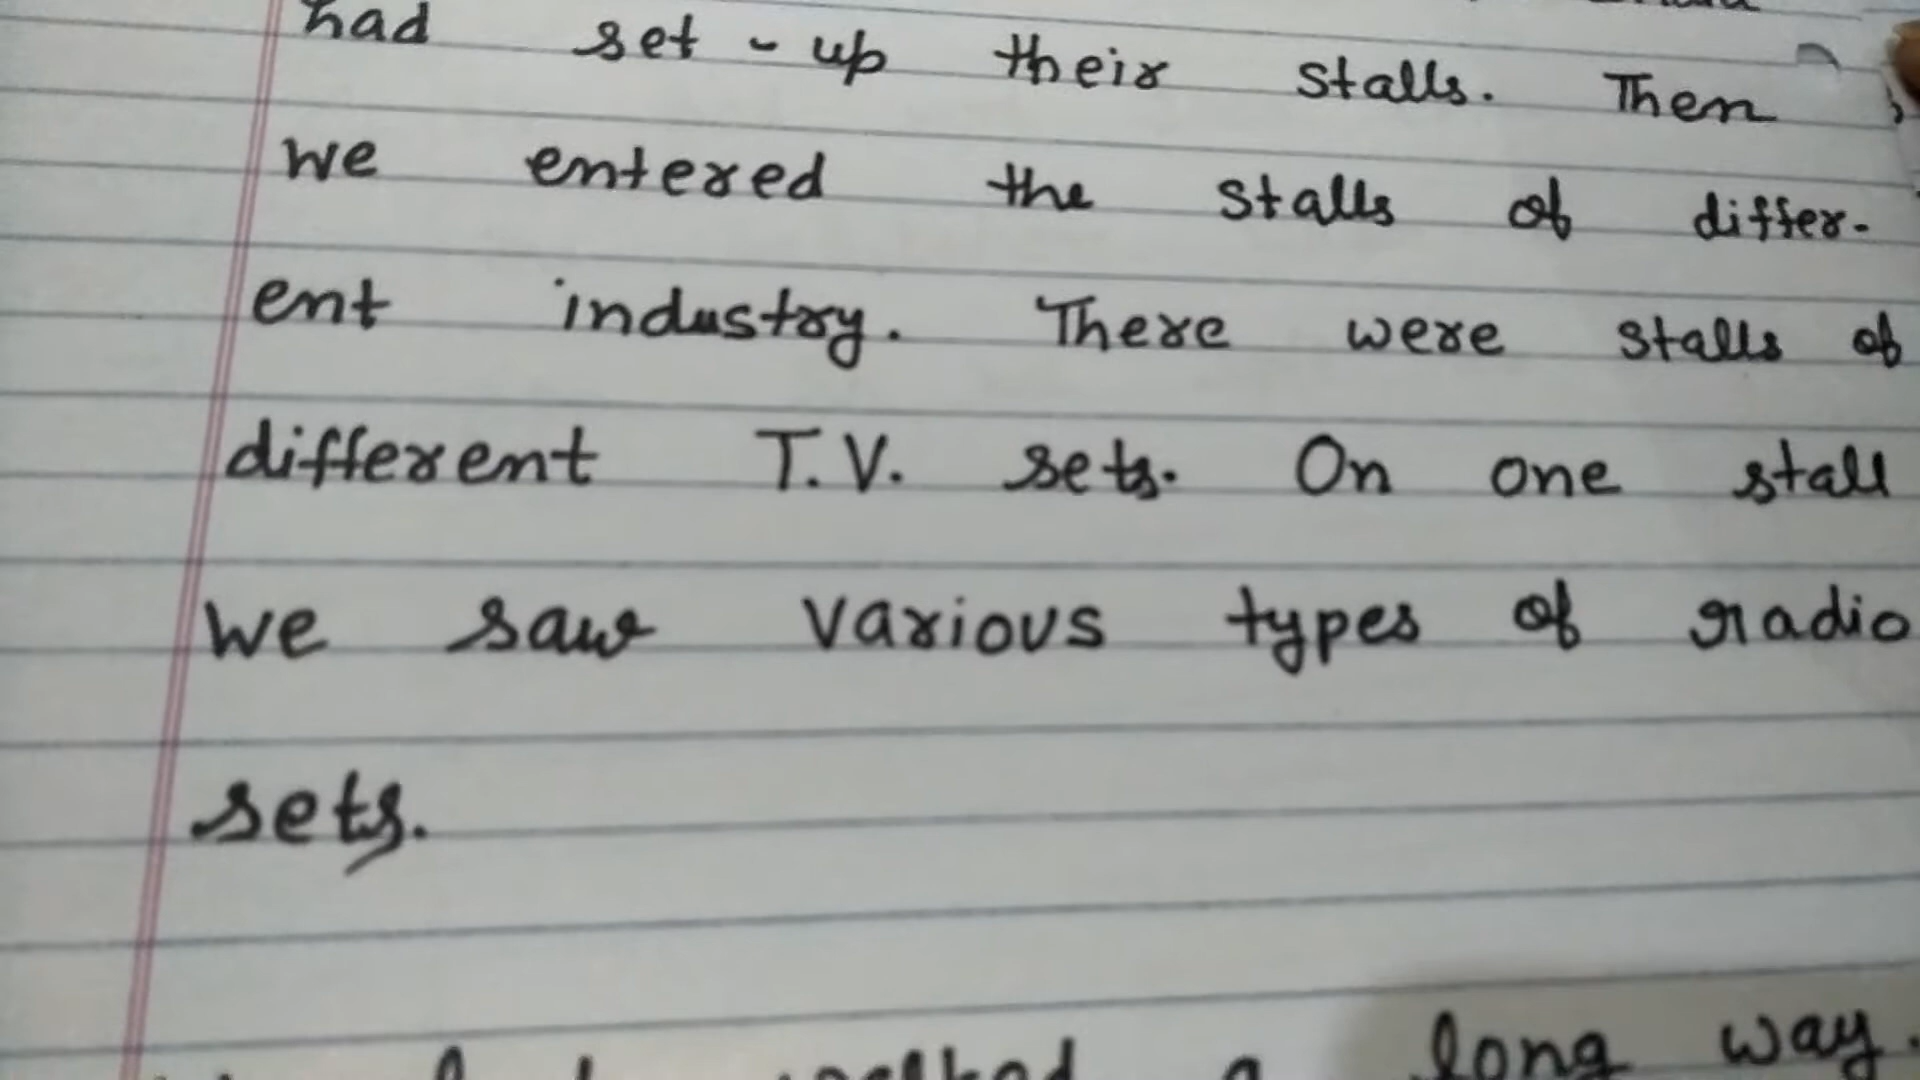 had set-up their stalls. Then
we entered the stalls of differ-
ent industry. There were stalls of
different T.V. sets. On one stall
we saw various types of radio
sets.
walked a long way.